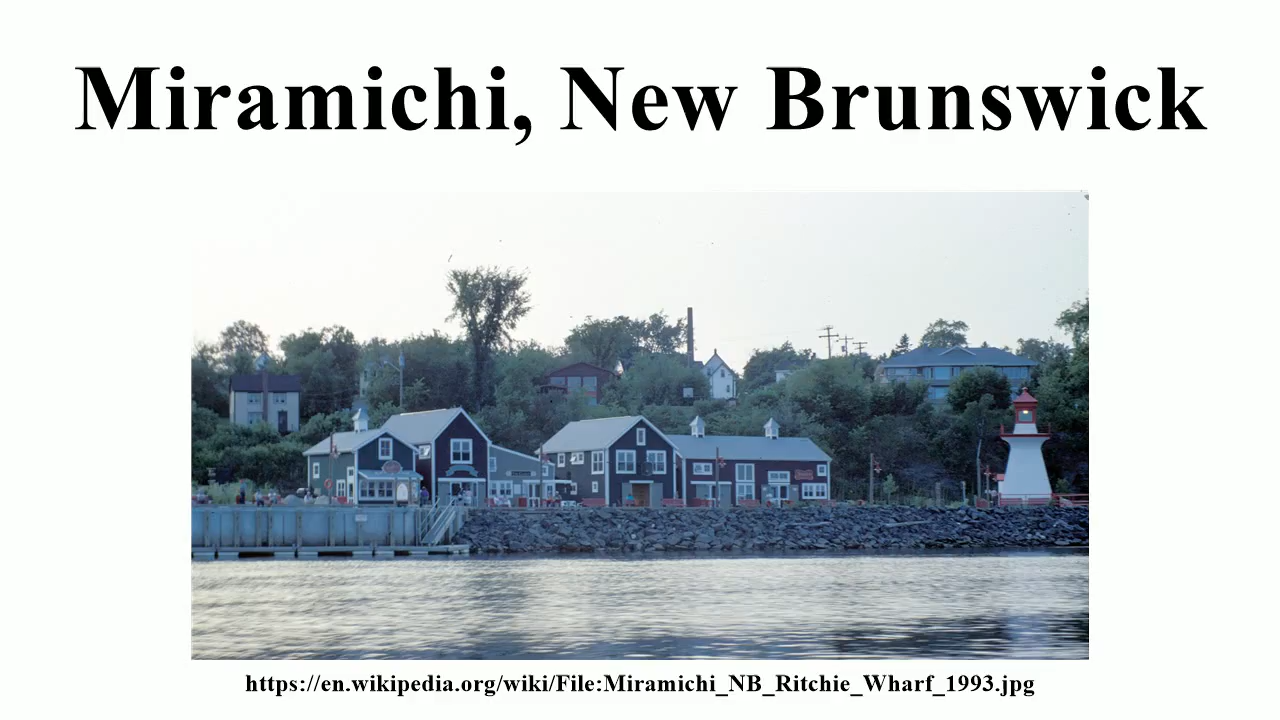 Miramichi, New Brunswick
https://en.wikipedia.org/wiki/File:Miramichi_NB_Ritchie_Wharf_1993.jpg